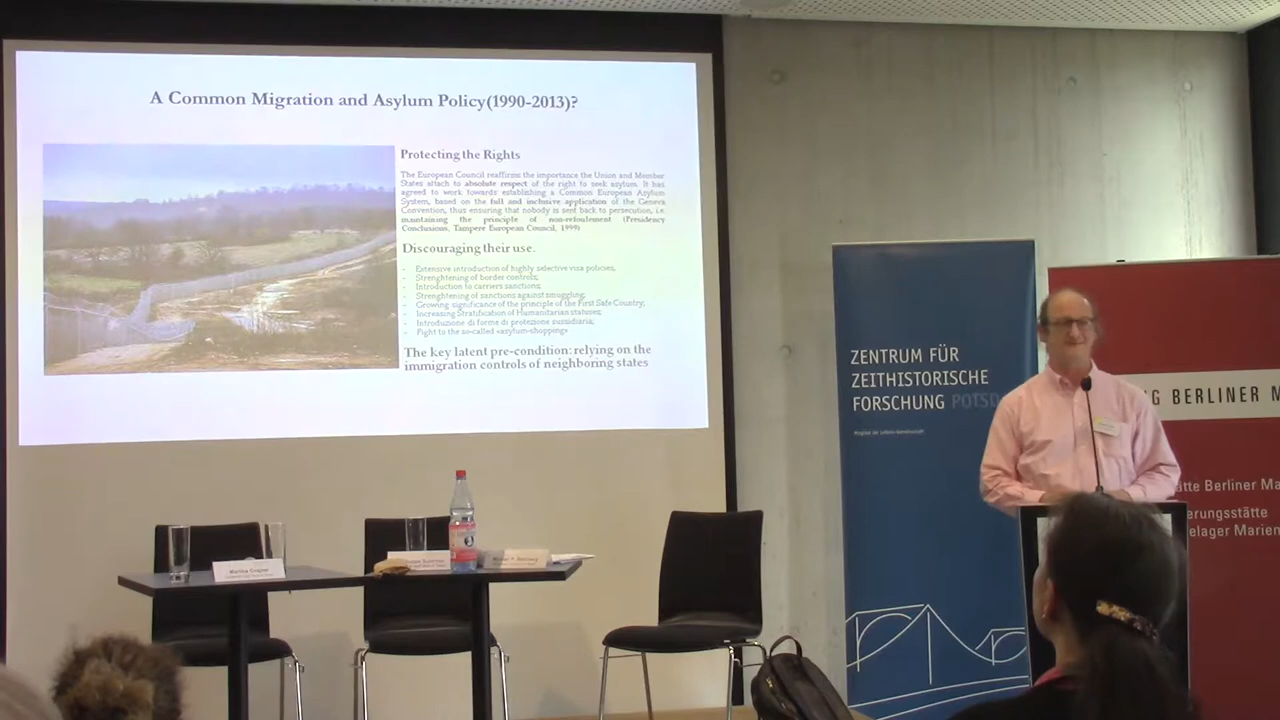 A Common Migration and Asylum Policy(1990-2013)?
Protecting the Rights
The European Council reaffirms the importance the Union and Member
States attach to absolute respect of the right to seek asylum. It has
agreed to work towards establishing a Common European Asylum
System, based on the full and inclusive application of the Geneva
Convention, thus ensuring that nobody is sent back to persecution, i.e.
maintaining the principle of non-refoulement (Presidency
Conclusions, Tampere European Council, 1999)
Discouraging their use.
- Extensive introduction of highly selective visa policies,
- Strenghtening of border controls;
- Introduction to carriers sanctions;
- Strenghtening of sanctions against smuggling;
- Growing significance of the principle of the First Safe Country;
- Increasing Stratification of Humanitarian statuses;
- Introduzione di forme di protezione sussidiaria;
- Fight to the so-called «asylum-shopping»
The key latent pre-condition: relying on the
immigration controls of neighboring states
ZENTRUM FÜR
ZEITHISTORISCHE
FORSCHUNG POTSD
Mitglied der Leibniz-Gemeinschaft
G BERLINER M
ätte Berliner Ma
erungsstätte
elager Marien